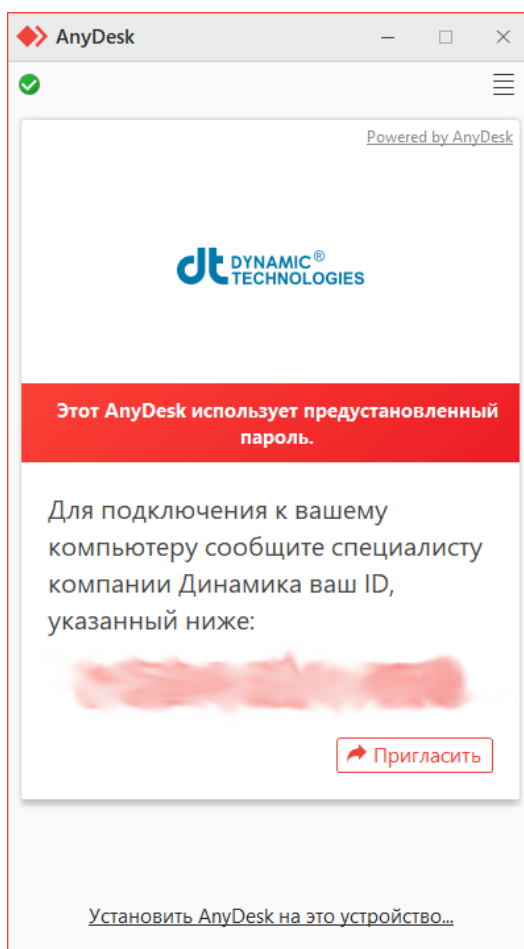 AnyDesk
Powered by AnyDesk
dt DYNAMIC®
TECHNOLOGIES
Этот AnyDesk использует предустановленный
пароль.
Для подключения к вашему
компьютеру сообщите специалисту
компании Динамика ваш ID,
указанный ниже:
Пригласить
Установить AnyDesk на это устройство...